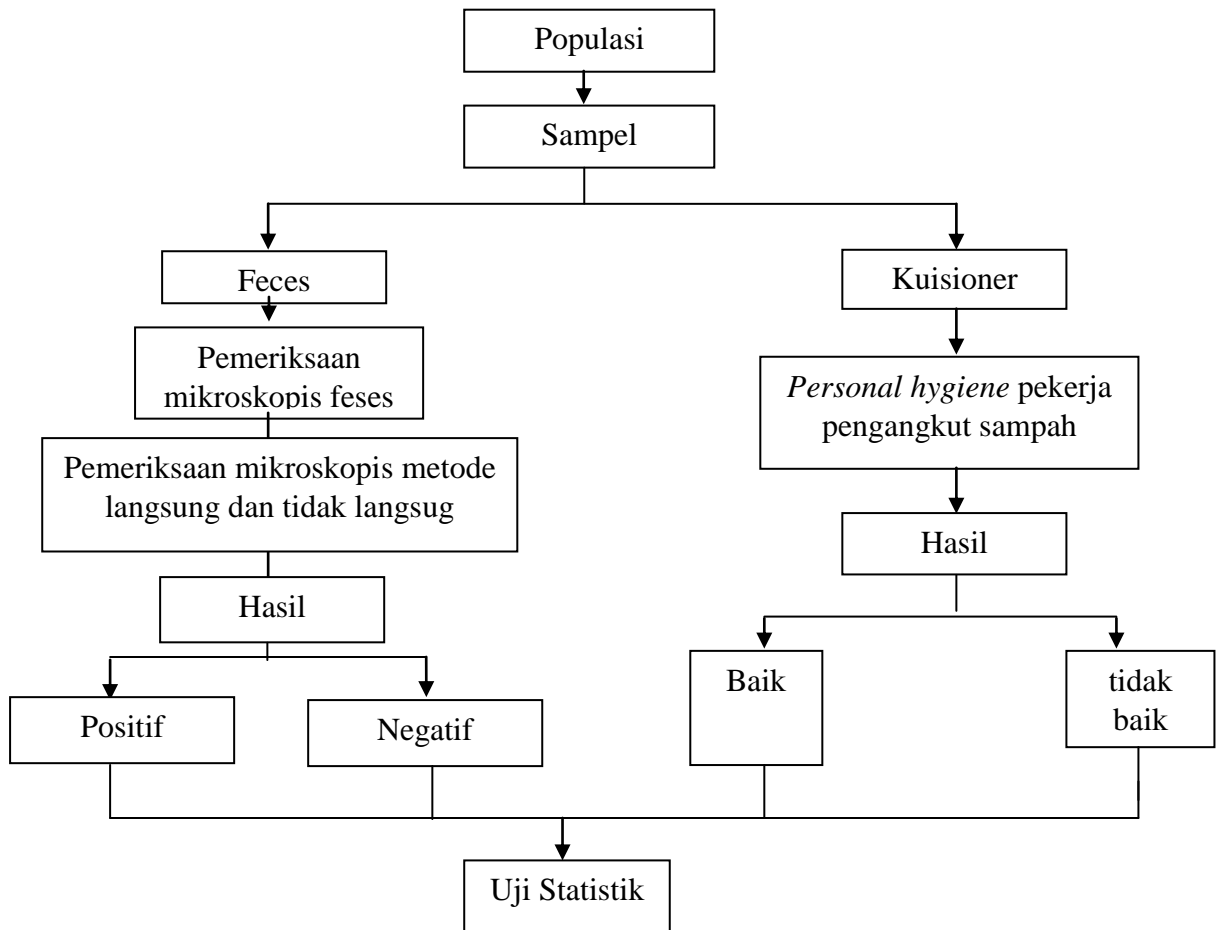 Populasi
Sampel
Feces
Pemeriksaan
mikroskopis feses
Pemeriksaan mikroskopis metode
langsung dan tidak langsug
Hasil
Positif
Negatif
Kuisioner
Personal hygiene pekerja
pengangkut sampah
Hasil
Baik
tidak
baik
Uji Statistik